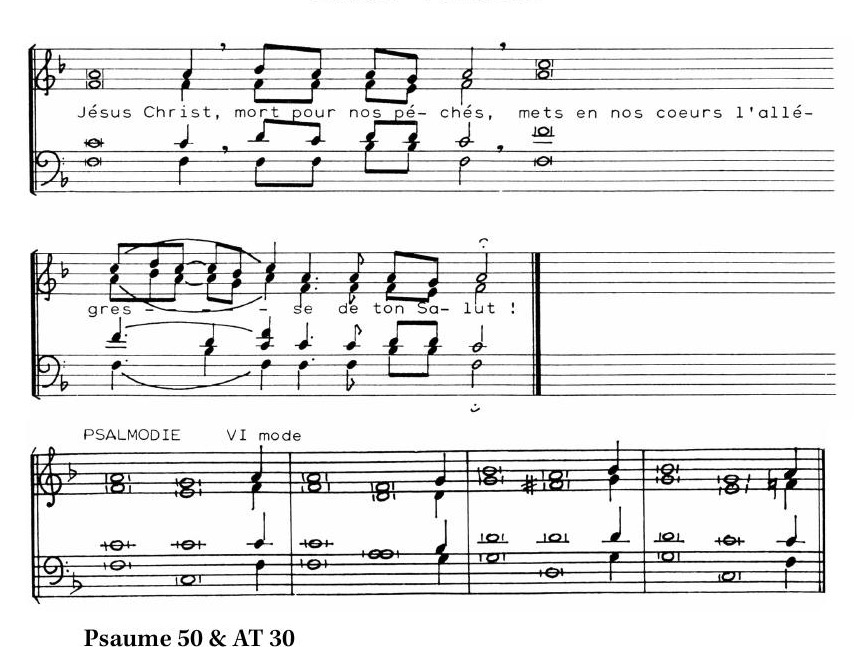 Jésus Christ, mort pour nos pé- chés, mets en nos coeurs l'allé-
gres - - - - - se de ton Sa- lut !
PSALMODIE VI mode
Psaume 50 & AT 30